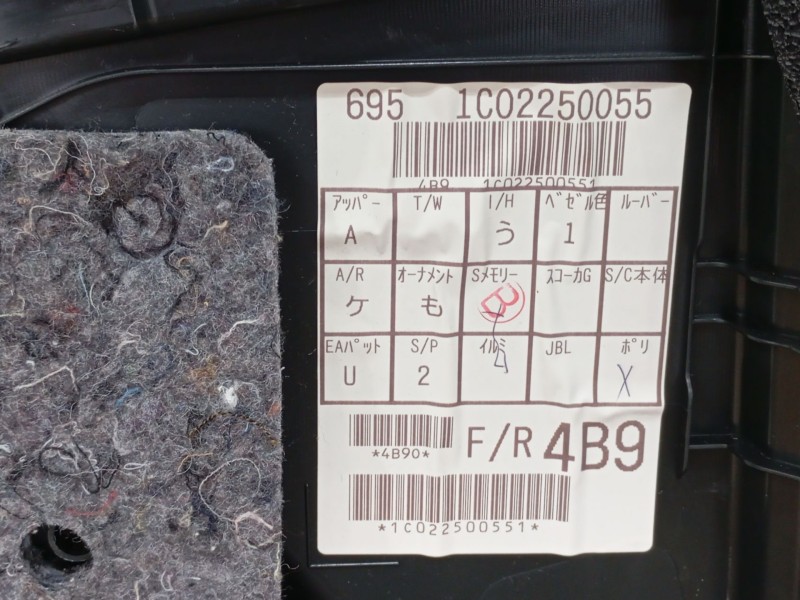 695 1C02250055
4B9 1C022500551
ｱｯﾊﾟｰ T/W I/H ﾍﾞｾﾞﾙ色 ﾙｰﾊﾞｰ
A う 1
A/R ｵｰﾅﾒﾝﾄ Sﾒﾓﾘｰ ｽｺｰｶG S/C本体
ケ も B
EAﾊﾟｯﾄ S/P ｲﾙﾐ JBL ﾎﾟﾘ
U 2
*4B90* F/R 4B9
*1C022500551*